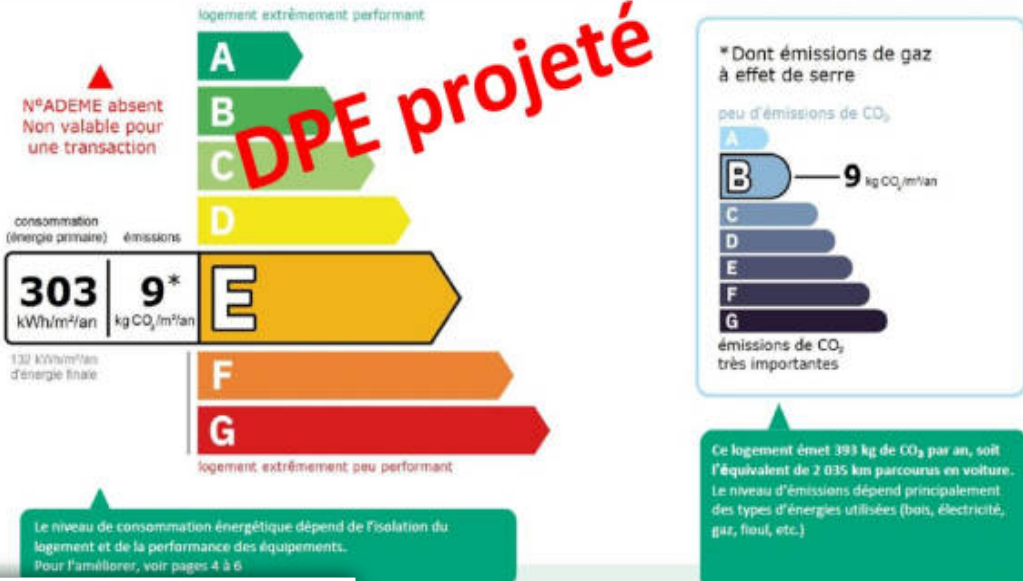 logement extrêmement performant
A
B
C
D
E
F
G
DPE projeté
N°ADEME absent
Non valable pour
une transaction
consommation
(énergie primaire)
émissions
303
kWh/m²/an
9*
kg CO₂/m²/an
132 kWh/m²/an
d'énergie finale
logement extrêmement peu performant
Le niveau de consommation énergétique dépend de l'isolation du
logement et de la performance des équipements.
Pour l'améliorer, voir pages 4 à 6
*Dont émissions de gaz
à effet de serre
peu d'émissions de CO₂
A
B
9 kg CO₂/m²/an
C
D
E
F
G
émissions de CO₂
très importantes
Ce logement émet 393 kg de CO₂ par an, soit
l'équivalent de 2 035 km parcourus en voiture.
Le niveau d'émissions dépend principalement
des types d'énergies utilisées (bois, électricité,
gaz, fioul, etc.)